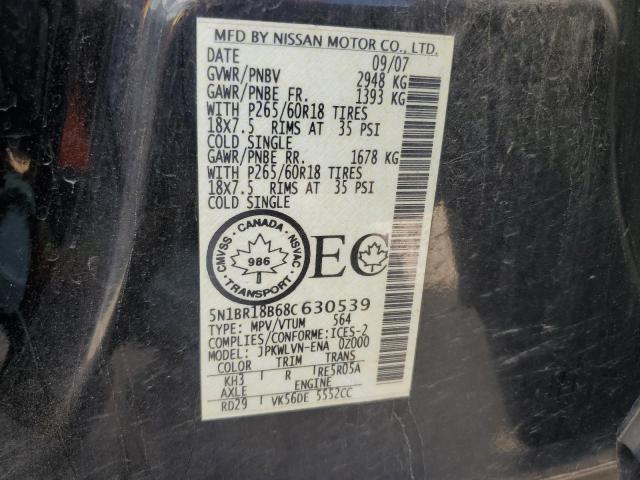 MFD BY NISSAN MOTOR CO., LTD.
DATE 09/07
GVWR/PNBV 2948 KG
GAWR/PNBE FR. 1393 KG
WITH P265/60R18 TIRES
18X7.5 RIMS AT 35 PSI
COLD SINGLE
GAWR/PNBE RR. 1678 KG
WITH P265/60R18 TIRES
18X7.5 RIMS AT 35 PSI
COLD SINGLE
CANADA
CMVSS 986 NSVAC
TRANSPORT
EC
5N1BR18B68C630539
TYPE: MPV/VTUM 564
COMPLIES/CONFORME:ICES-2
MODEL: JPKWLVN-ENA 0Z000
COLOR TRIM TRANS
KH3 R RE5R05A
AXLE ENGINE
RD29 VK56DE 5552CC